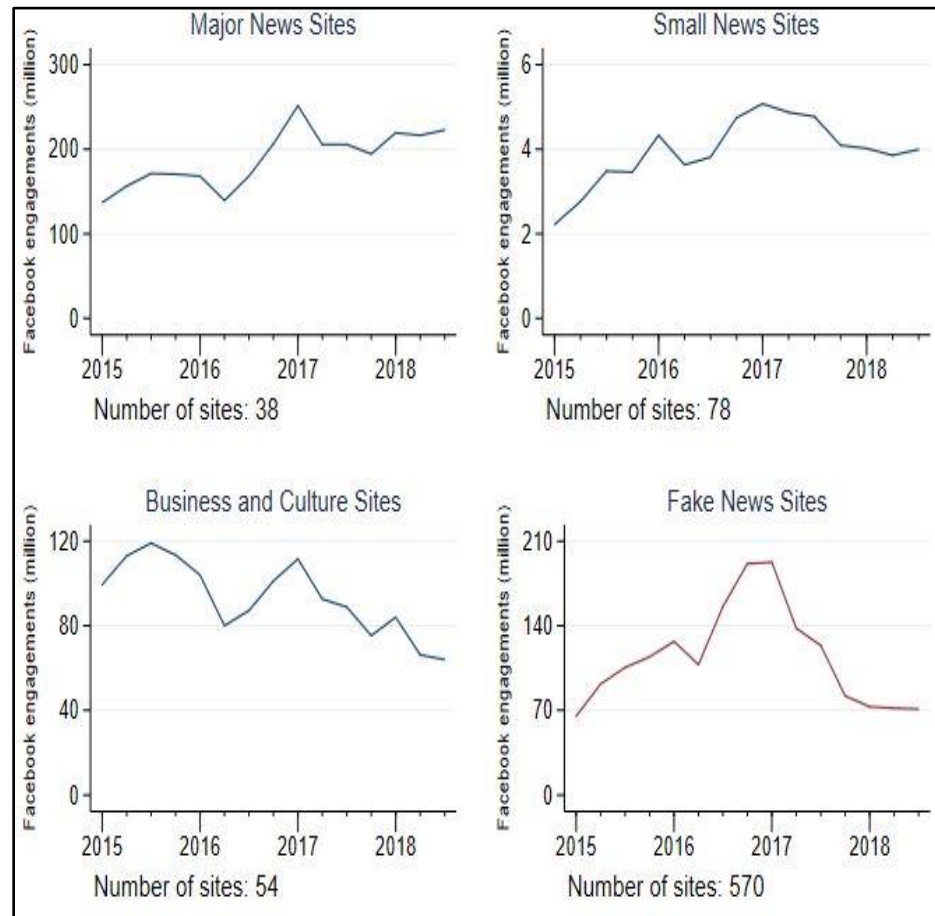 Major News Sites
Facebook engagements (million)
300
200
100
0
2015 2016 2017 2018
Number of sites: 38
Small News Sites
Facebook engagements (million)
6
4
2
0
2015 2016 2017 2018
Number of sites: 78
Business and Culture Sites
Facebook engagements (million)
120
80
40
0
2015 2016 2017 2018
Number of sites: 54
Fake News Sites
Facebook engagements (million)
210
140
70
0
2015 2016 2017 2018
Number of sites: 570